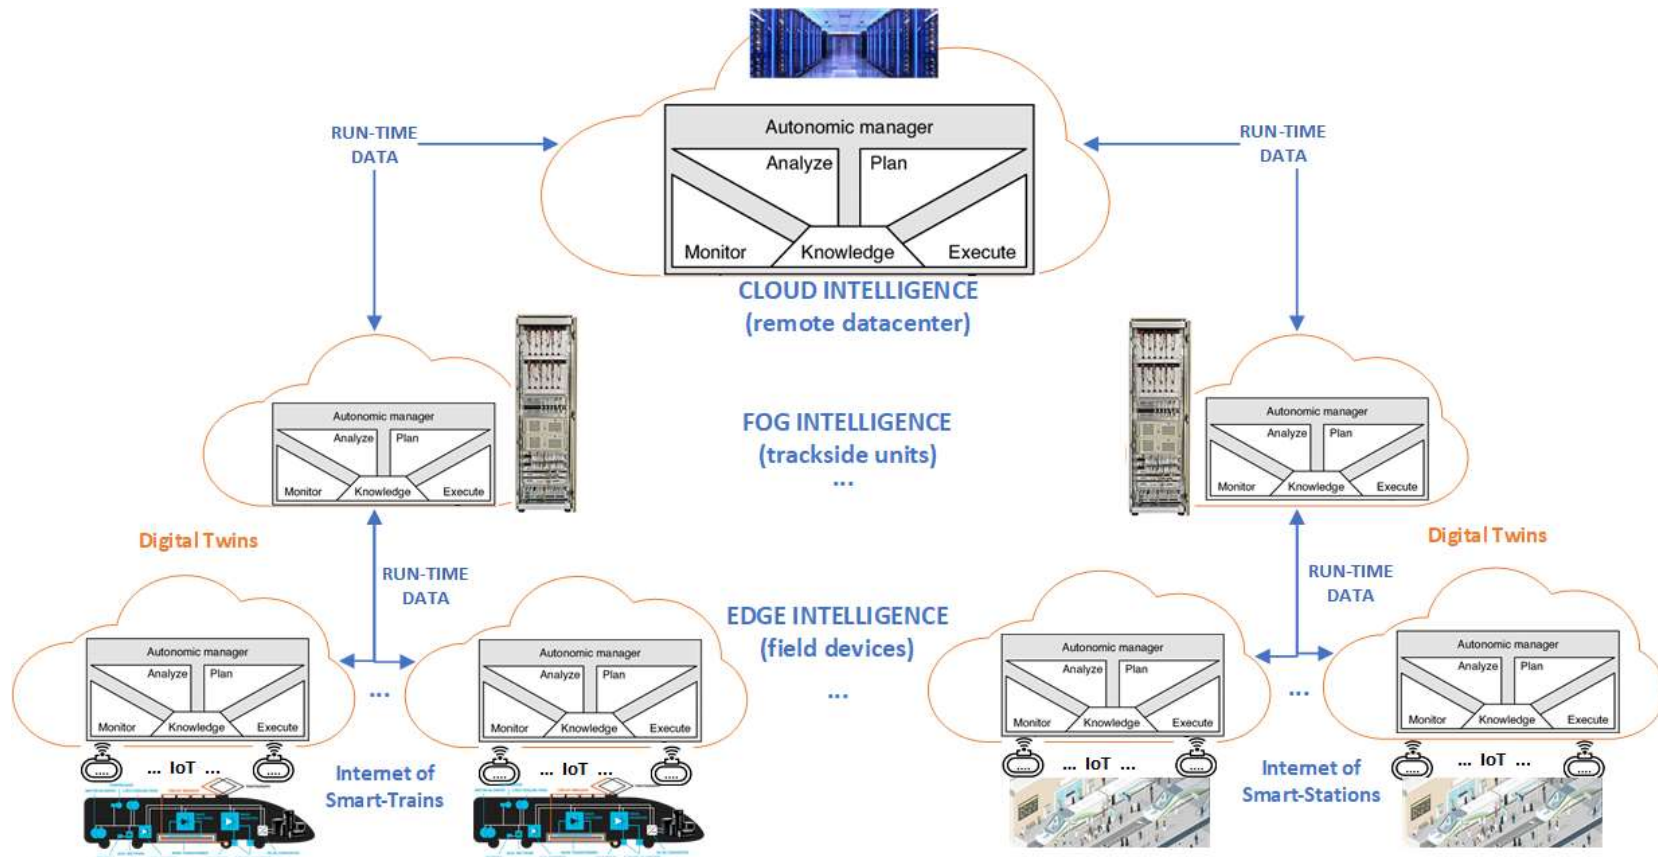 RUN-TIME
DATA
RUN-TIME
DATA
Autonomic manager
Analyze
Plan
Monitor
Knowledge
Execute
CLOUD INTELLIGENCE
(remote datacenter)
Autonomic manager
Analyze
Plan
Monitor
Knowledge
Execute
FOG INTELLIGENCE
(trackside units)
...
Autonomic manager
Analyze
Plan
Monitor
Knowledge
Execute
Digital Twins
Digital Twins
RUN-TIME
DATA
RUN-TIME
DATA
EDGE INTELLIGENCE
(field devices)
...
Autonomic manager
Analyze
Plan
Monitor
Knowledge
Execute
...
Autonomic manager
Analyze
Plan
Monitor
Knowledge
Execute
Autonomic manager
Analyze
Plan
Monitor
Knowledge
Execute
...
Autonomic manager
Analyze
Plan
Monitor
Knowledge
Execute
... IoT ...
Internet of
Smart-Trains
... IoT ...
... IoT ...
Internet of
Smart-Stations
... IoT ...